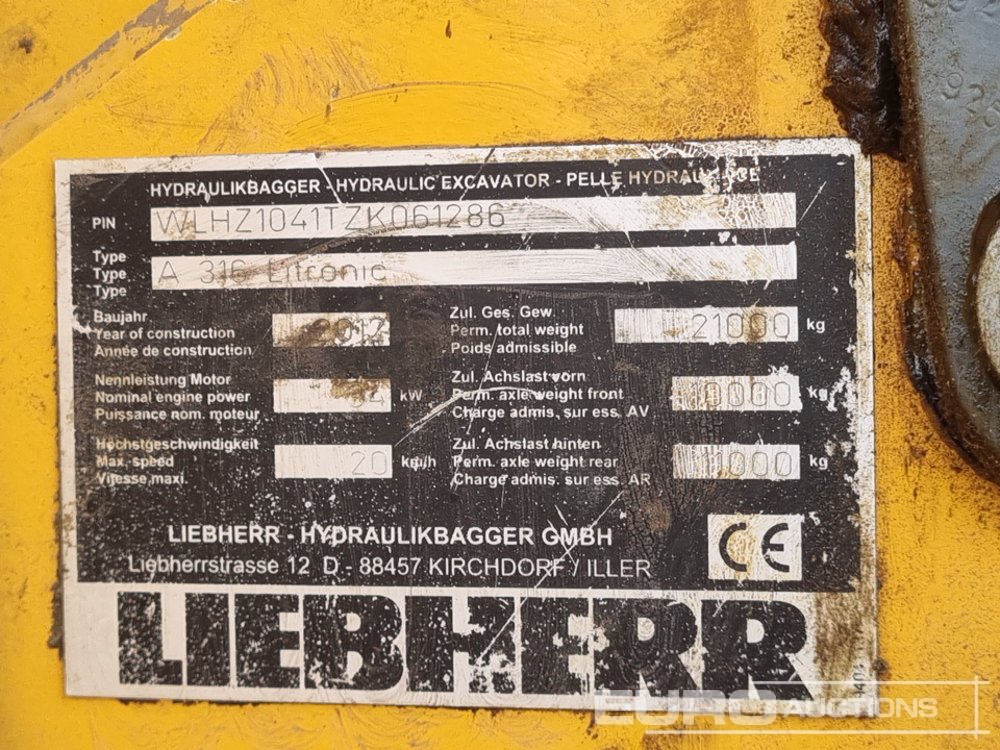 HYDRAULIKBAGGER - HYDRAULIC EXCAVATOR - PELLE HYDRAULIQUE
PIN WLHZ1041TZK061286
Type
Type A 316 Litronic
Type
Baujahr
Year of construction 2012
Année de construction
Zul. Ges. Gew.
Perm. total weight 21000 kg
Poids admissible
Nennleistung Motor
Nominal engine power kW
Puissance nom. moteur
Zul. Achslast vorn
Perm. axle weight front kg
Charge admis. sur ess. AV
Höchstgeschwindigkeit
Max. speed 20 km/h
Vitesse maxi.
Zul. Achslast hinten
Perm. axle weight rear kg
Charge admis. sur ess. AR
LIEBHERR - HYDRAULIKBAGGER GMBH
Liebherrstrasse 12 D - 88457 KIRCHDORF / ILLER
CE
LIEBHERR
EURO AUCTIONS